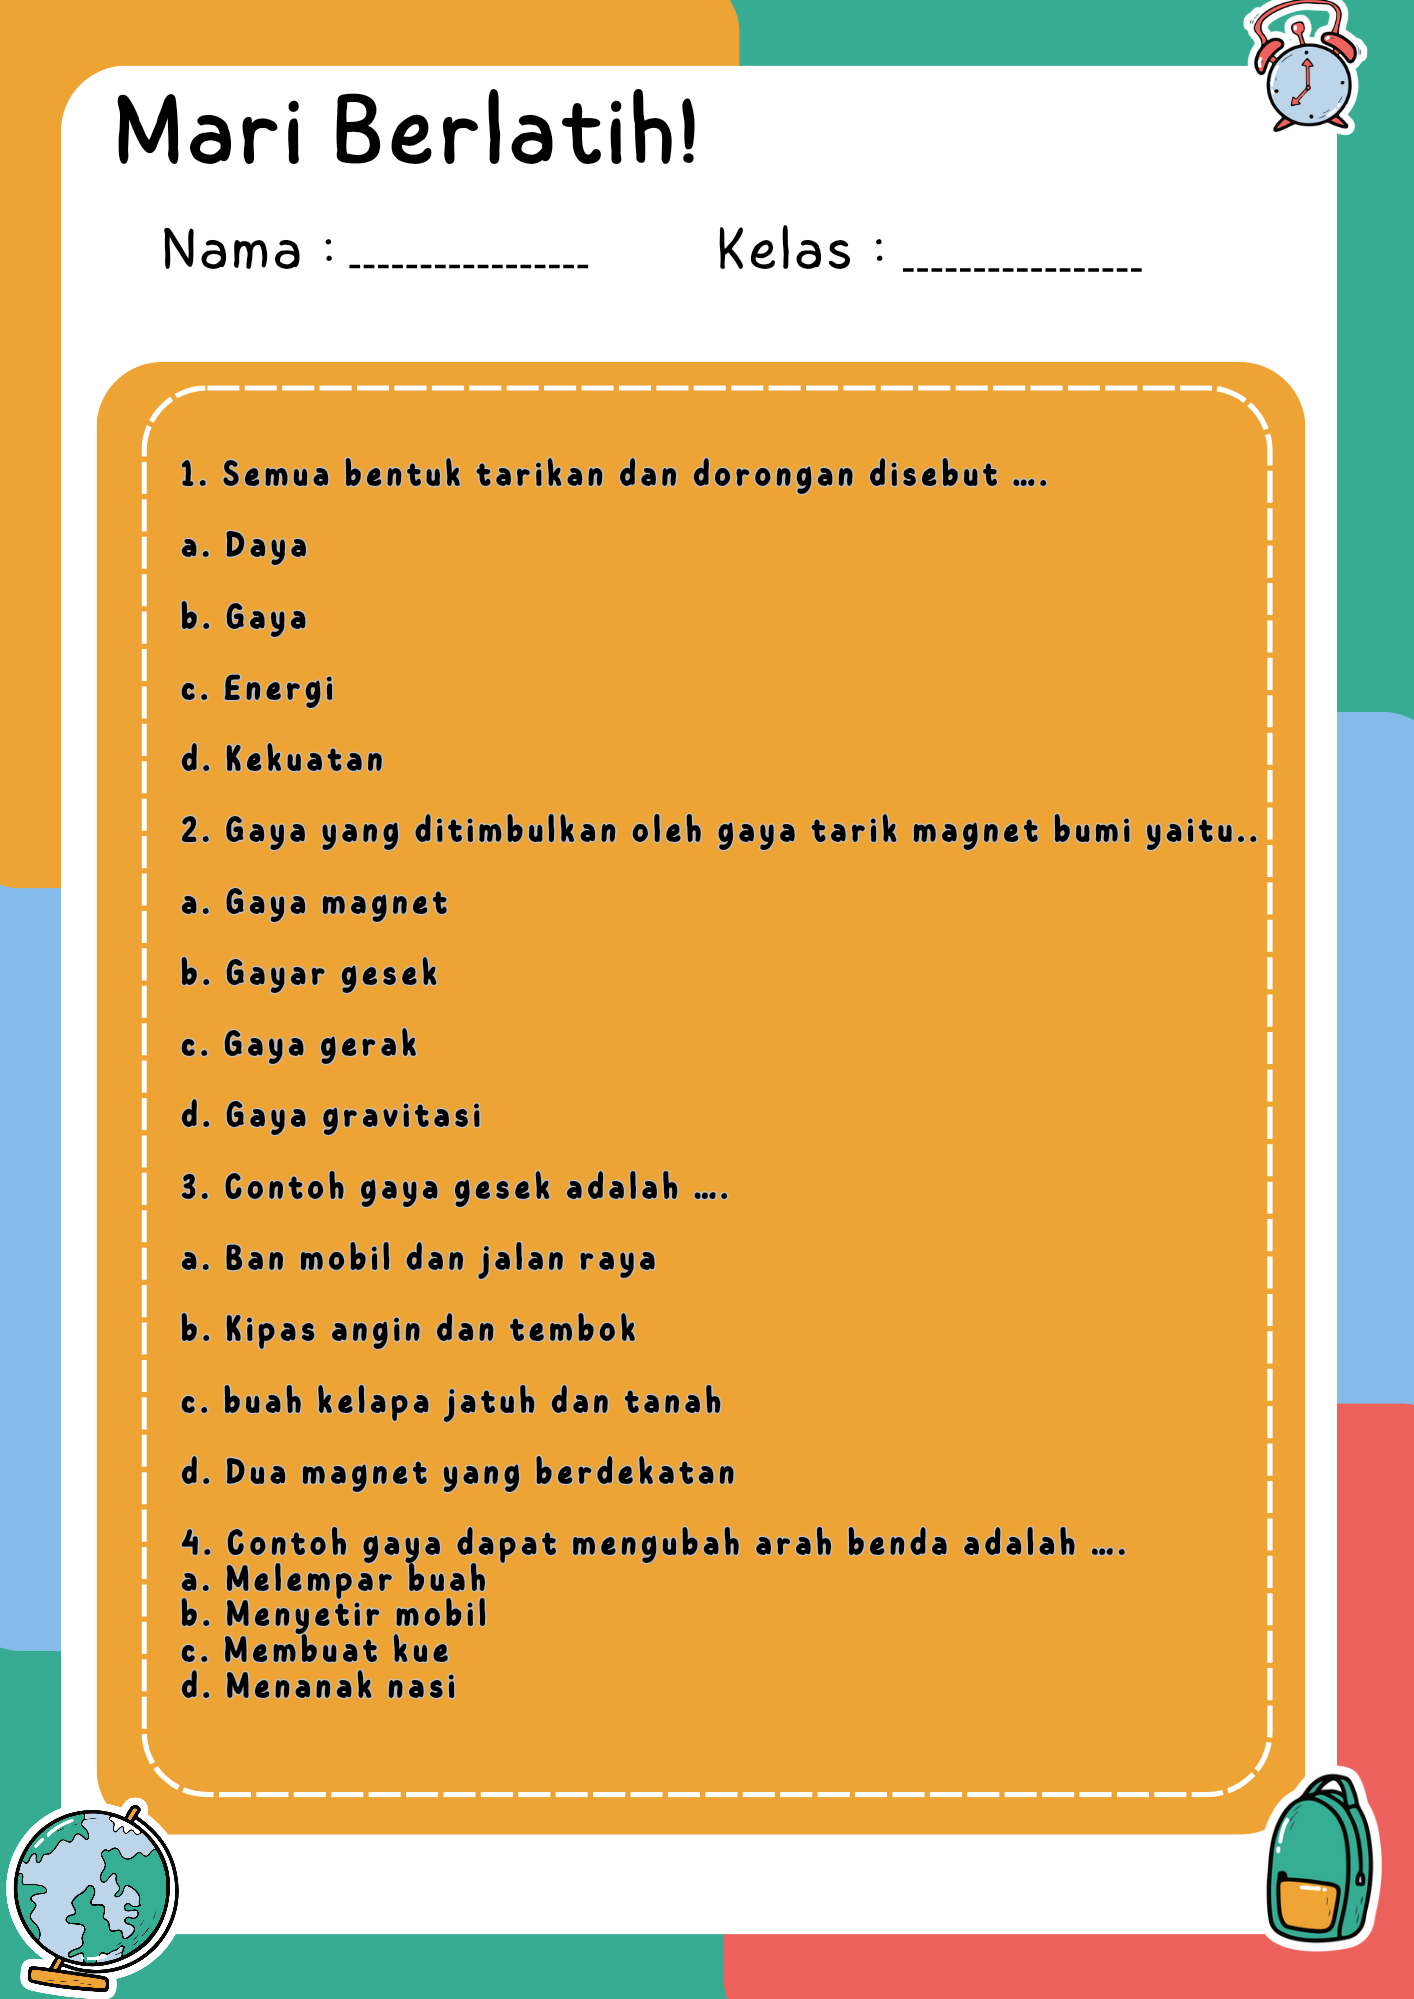 Mari Berlatih!
Nama : _________________ Kelas : _________________
1. Semua bentuk tarikan dan dorongan disebut ....
a. Daya
b. Gaya
c. Energi
d. Kekuatan
2. Gaya yang ditimbulkan oleh gaya tarik magnet bumi yaitu..
a. Gaya magnet
b. Gayar gesek
c. Gaya gerak
d. Gaya gravitasi
3. Contoh gaya gesek adalah ....
a. Ban mobil dan jalan raya
b. Kipas angin dan tembok
c. buah kelapa jatuh dan tanah
d. Dua magnet yang berdekatan
4. Contoh gaya dapat mengubah arah benda adalah ....
a. Melempar buah
b. Menyetir mobil
c. Membuat kue
d. Menanak nasi